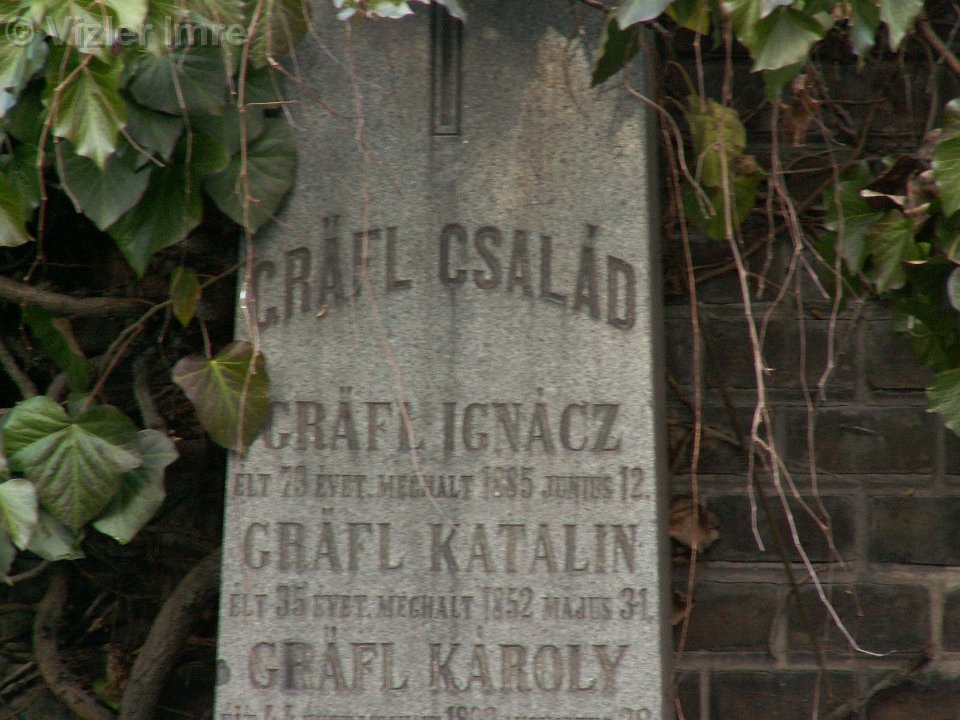 © Vizler Imre
GRÄFL CSALÁD
GRÄFL IGNÁCZ
ÉLT 79 ÉVET. MEGHALT 1885 JUNIUS 12.
GRÄFL KATALIN
ÉLT 35 ÉVET. MEGHALT 1852 MAJUS 31.
GRÄFL KÁROLY